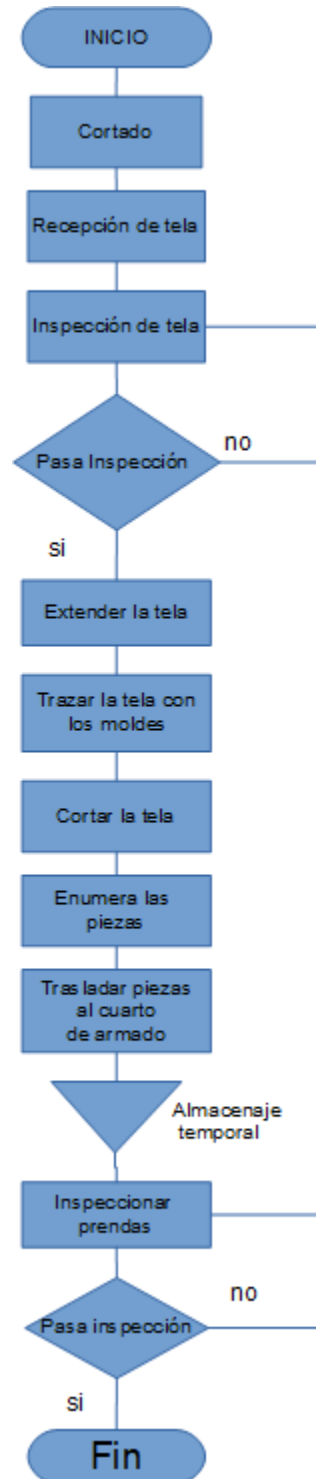 INICIO
Cortado
Recepción de tela
Inspección de tela
Pasa Inspección
no
si
Extender la tela
Trazar la tela con
los moldes
Cortar la tela
Enumera las
piezas
Trasladar piezas
al cuarto
de armado
Almacenaje
temporal
Inspeccionar
prendas
no
Pasa inspección
si
Fin